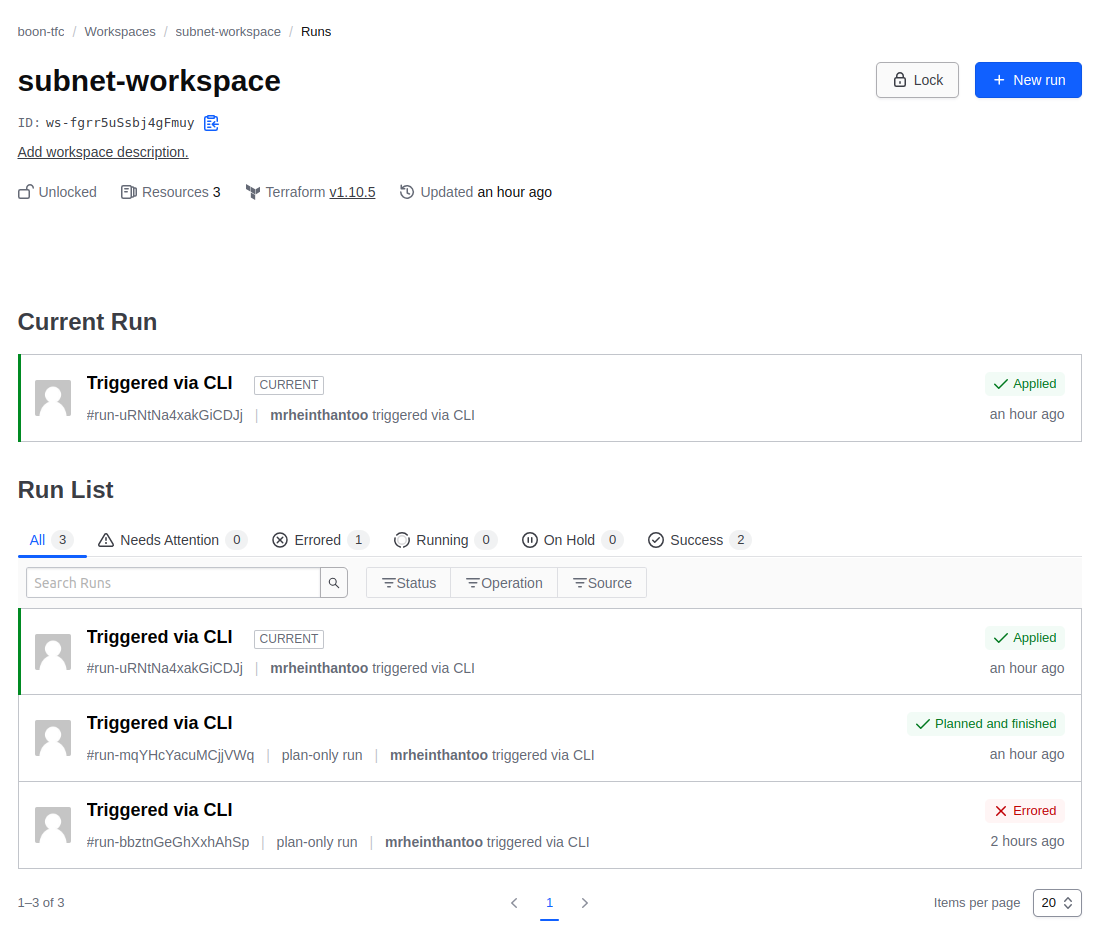 boon-tfc / Workspaces / subnet-workspace / Runs
subnet-workspace
Lock
+ New run
ID: ws-fgrr5uSsbj4gFmuy
Add workspace description.
Unlocked Resources 3 Terraform v1.10.5 Updated an hour ago
Current Run
Triggered via CLI CURRENT
Applied
#run-uRNtNa4xakGiCDJj | mrheinthantoo triggered via CLI
an hour ago
Run List
All 3 Needs Attention 0 Errored 1 Running 0 On Hold 0 Success 2
Search Runs Status Operation Source
Triggered via CLI CURRENT
Applied
#run-uRNtNa4xakGiCDJj | mrheinthantoo triggered via CLI
an hour ago
Triggered via CLI
Planned and finished
#run-mqYHcYacuMCjjVWq | plan-only run | mrheinthantoo triggered via CLI
an hour ago
Triggered via CLI
Errored
#run-bbztnGeGhXxhAhSp | plan-only run | mrheinthantoo triggered via CLI
2 hours ago
1–3 of 3 1 Items per page 20